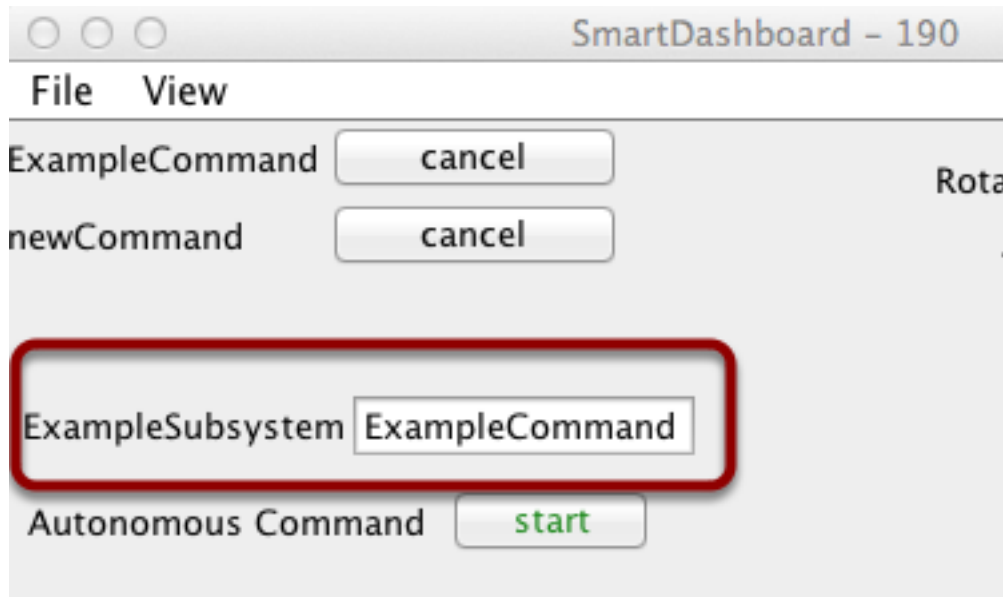 SmartDashboard – 190
File View
ExampleCommand cancel
Rota
newCommand cancel
ExampleSubsystem ExampleCommand
Autonomous Command start